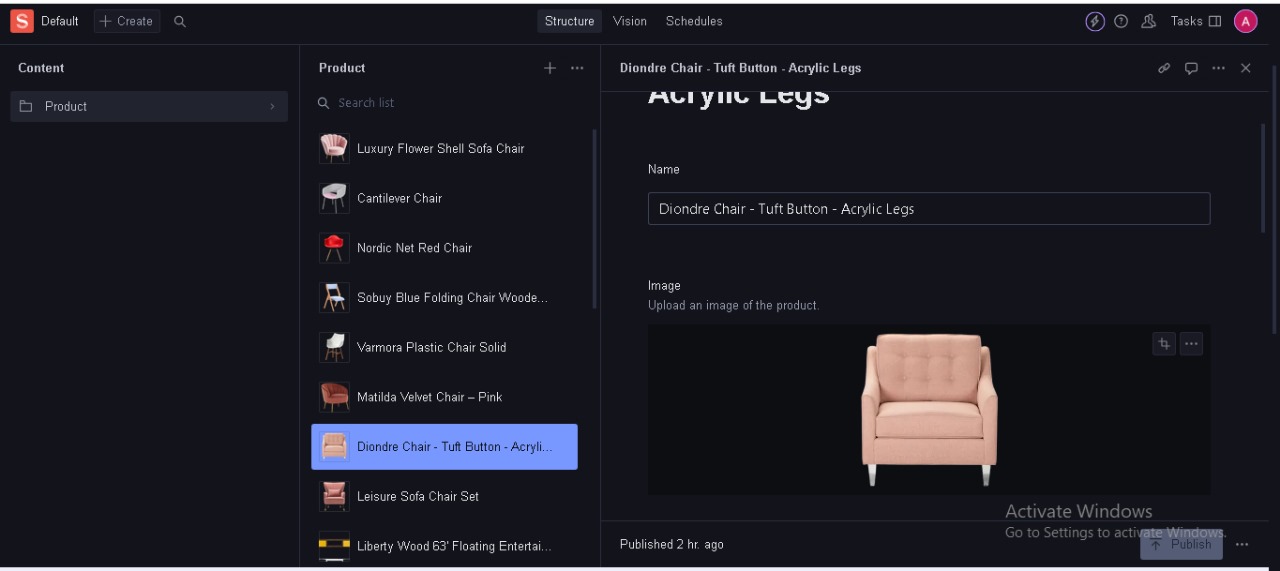 S Default + Create Structure Vision Schedules Tasks A
Content
Product
Product
Search list
Luxury Flower Shell Sofa Chair
Cantilever Chair
Nordic Net Red Chair
Sobuy Blue Folding Chair Woode...
Varmora Plastic Chair Solid
Matilda Velvet Chair – Pink
Diondre Chair - Tuft Button - Acryli...
Leisure Sofa Chair Set
Liberty Wood 63' Floating Entertai...
Diondre Chair - Tuft Button - Acrylic Legs
Acrylic Legs
Name
Diondre Chair - Tuft Button - Acrylic Legs
Image
Upload an image of the product.
Activate Windows
Go to Settings to activate Windows.
Published 2 hr. ago
Publish